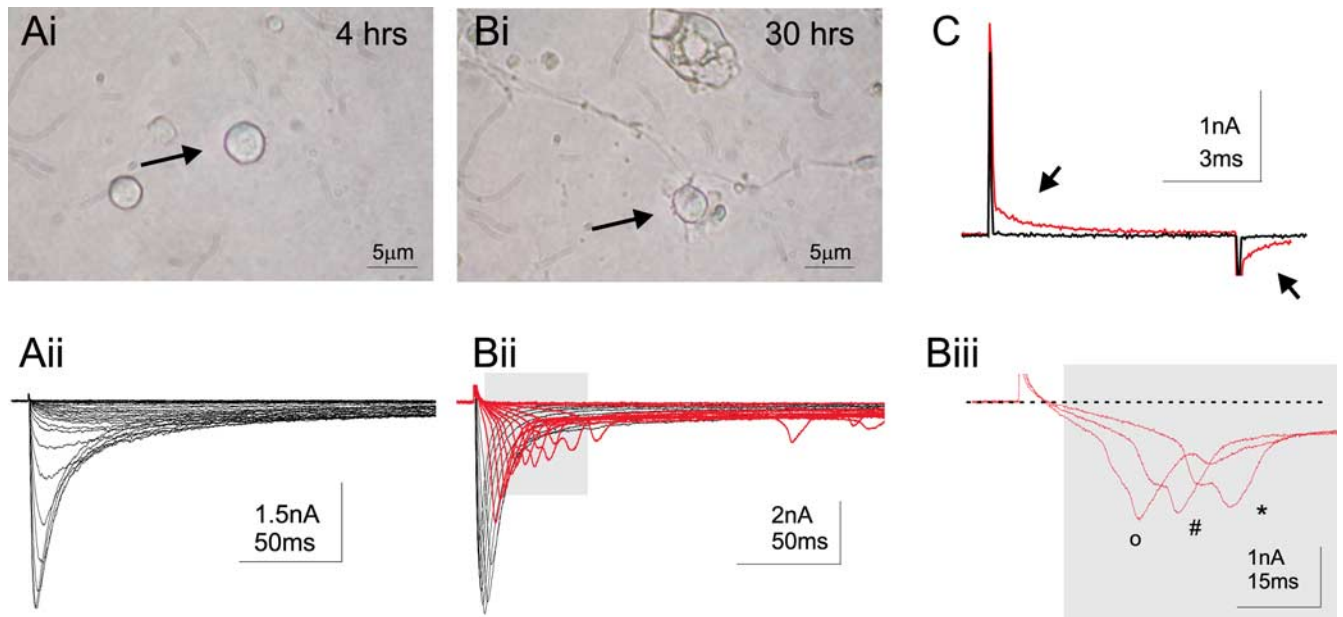 Ai
4 hrs
5μm
Bi
30 hrs
5μm
C
1nA
3ms
Aii
1.5nA
50ms
Bii
2nA
50ms
Biii
o
#
*
1nA
15ms